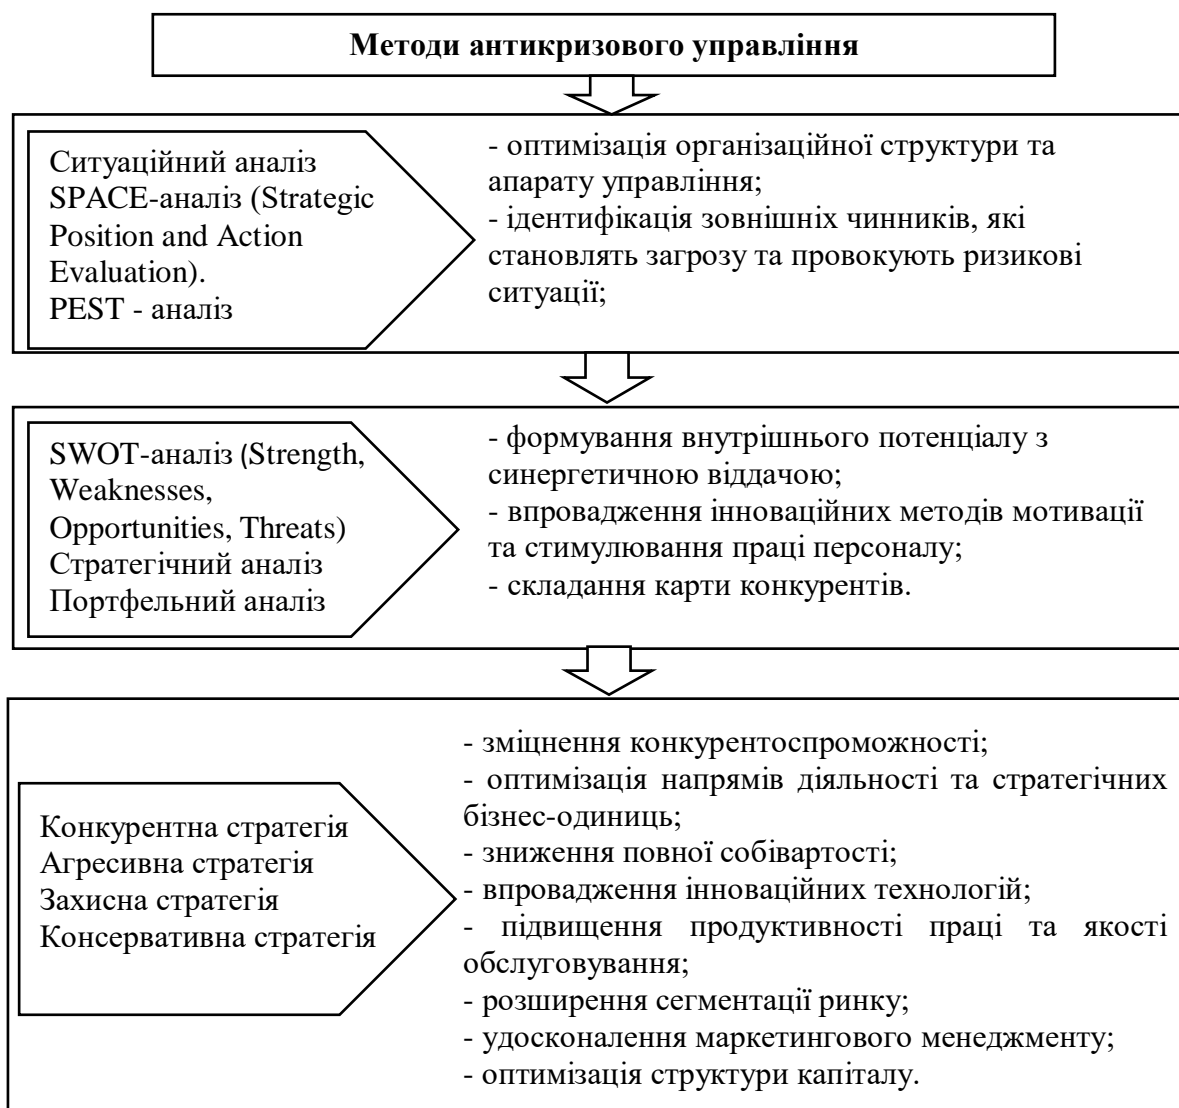 Методи антикризового управління
Ситуаційний аналіз
SPACE-аналіз (Strategic
Position and Action
Evaluation).
PEST - аналіз
- оптимізація організаційної структури та
апарату управління;
- ідентифікація зовнішніх чинників, які
становлять загрозу та провокують ризикові
ситуації;
SWOT-аналіз (Strength,
Weaknesses,
Opportunities, Threats)
Стратегічний аналіз
Портфельний аналіз
- формування внутрішнього потенціалу з
синергетичною віддачою;
- впровадження інноваційних методів мотивації
та стимулювання праці персоналу;
- складання карти конкурентів.
Конкурентна стратегія
Агресивна стратегія
Захисна стратегія
Консервативна стратегія
- зміцнення конкурентоспроможності;
- оптимізація напрямів діяльності та стратегічних
бізнес-одиниць;
- зниження повної собівартості;
- впровадження інноваційних технологій;
- підвищення продуктивності праці та якості
обслуговування;
- розширення сегментації ринку;
- удосконалення маркетингового менеджменту;
- оптимізація структури капіталу.